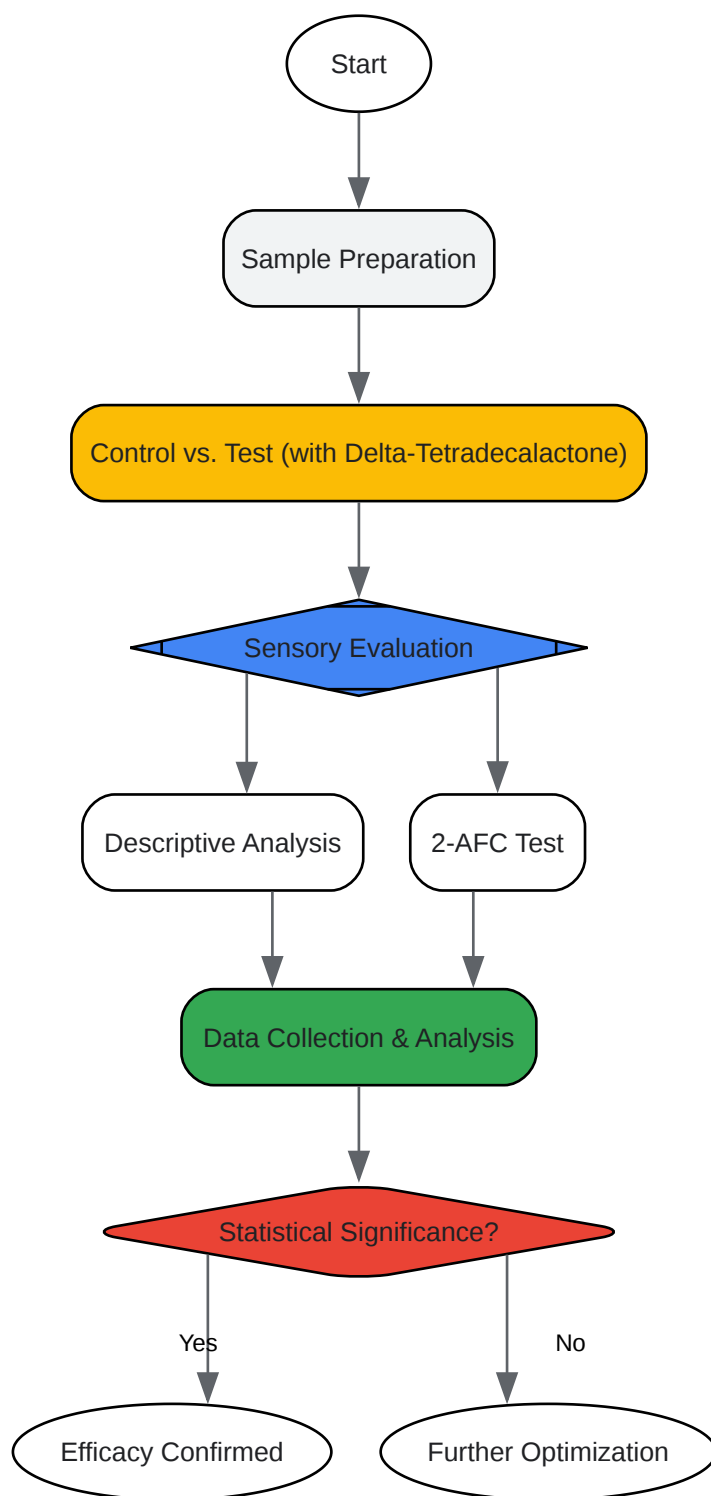 Start
Sample Preparation
Control vs. Test (with Delta-Tetradecalactone)
Sensory Evaluation
Descriptive Analysis
2-AFC Test
Data Collection & Analysis
Statistical Significance?
Yes
No
Efficacy Confirmed
Further Optimization